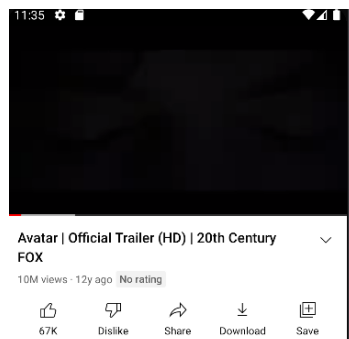 11:35
Avatar | Official Trailer (HD) | 20th Century
FOX
10M views · 12y ago No rating
67K Dislike Share Download Save